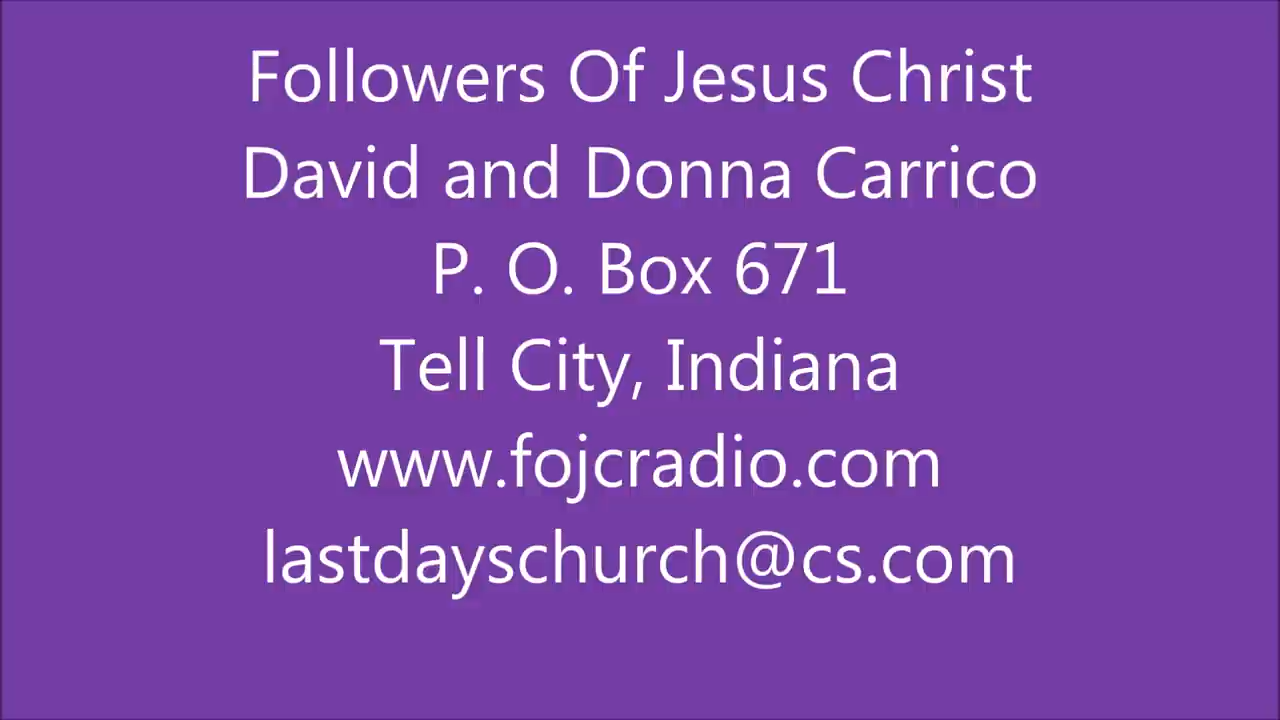 Followers Of Jesus Christ
David and Donna Carrico
P. O. Box 671
Tell City, Indiana
www.fojcradio.com
lastdayschurch@cs.com